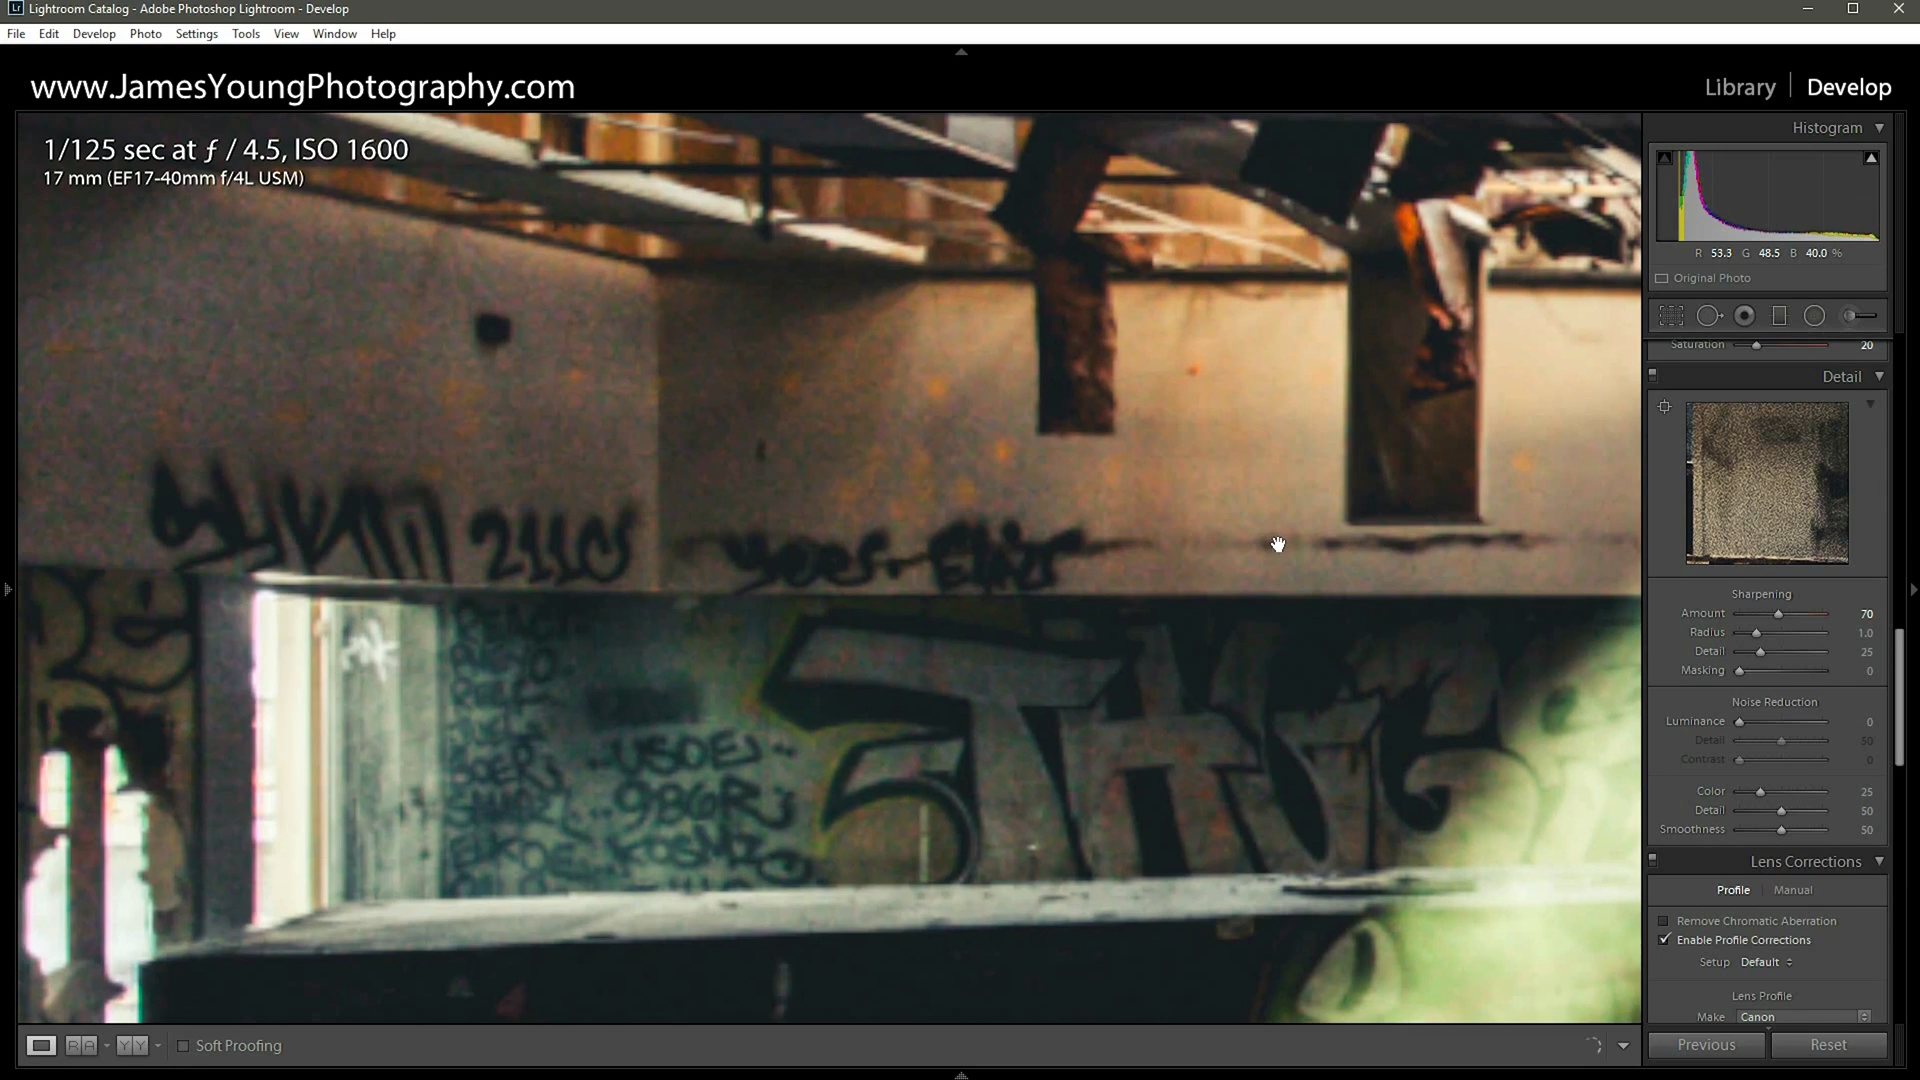 Lightroom Catalog - Adobe Photoshop Lightroom - Develop
File Edit Develop Photo Settings Tools View Window Help
www.JamesYoungPhotography.com
Library | Develop
1/125 sec at ƒ / 4.5, ISO 1600
17 mm (EF17-40mm f/4L USM)
Histogram
R 53.3 G 48.5 B 40.0 %
Original Photo
Saturation 20
Detail
Sharpening
Amount 70
Radius 1.0
Detail 25
Masking 0
Noise Reduction
Luminance 0
Detail 50
Contrast 0
Color 25
Detail 50
Smoothness 50
Lens Corrections
Profile Manual
Remove Chromatic Aberration
Enable Profile Corrections
Setup Default
Lens Profile
Make Canon
Previous Reset
R A Y Y Soft Proofing
USOEJ